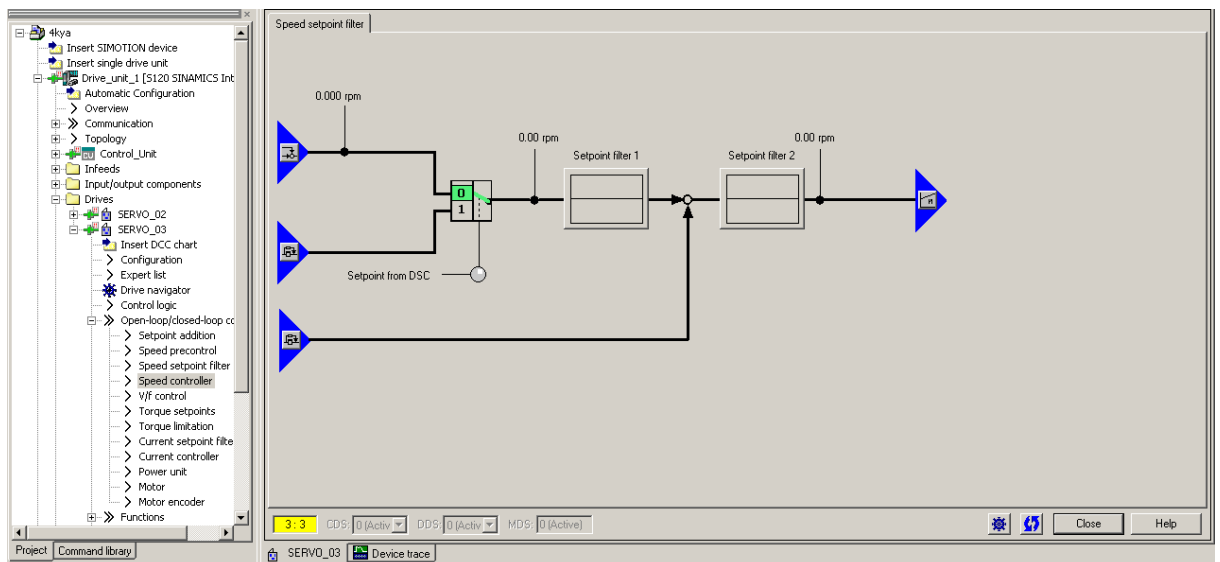 4kya
Insert SIMOTION device
Insert single drive unit
Drive_unit_1 [S120 SINAMICS Int
Automatic Configuration
Overview
Communication
Topology
Control_Unit
Infeeds
Input/output components
Drives
SERVO_02
SERVO_03
Insert DCC chart
Configuration
Expert list
Drive navigator
Control logic
Open-loop/closed-loop cc
Setpoint addition
Speed precontrol
Speed setpoint filter
Speed controller
V/f control
Torque setpoints
Torque limitation
Current setpoint filte
Current controller
Power unit
Motor
Motor encoder
Functions
Project
Command library
Speed setpoint filter
0.000 rpm
0.00 rpm
0.00 rpm
Setpoint filter 1
Setpoint filter 2
0
1
Setpoint from DSC
3:3
CDS: 0 (Activ
DDS: 0 (Activ
MDS: 0 (Active)
Close
Help
SERVO_03
Device trace